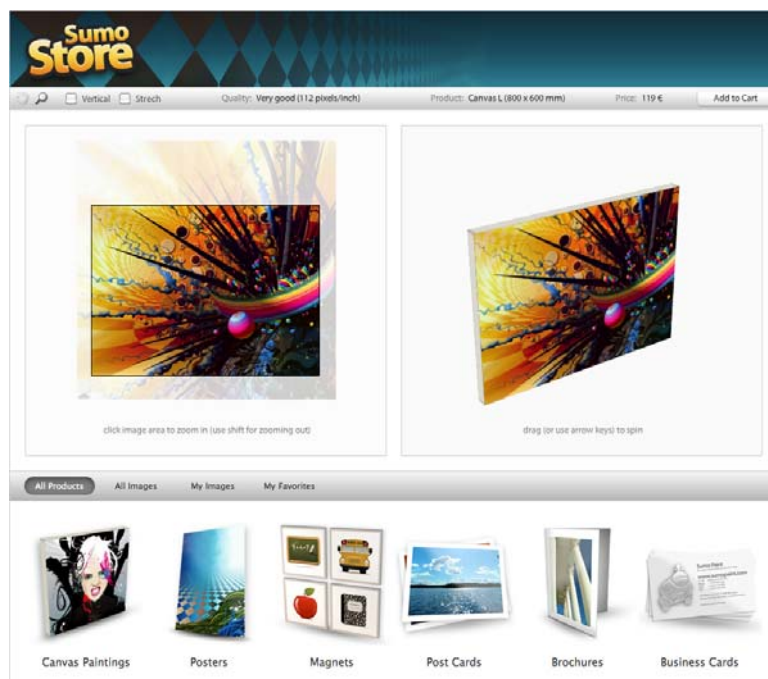 Sumo
Store
Vertical Strech Quality: Very good (112 pixels/inch) Product: Canvas L (800 x 600 mm) Price: 119 € Add to Cart
click image area to zoom in (use shift for zooming out)
drag (or use arrow keys) to spin
All Products All Images My Images My Favorites
Sumo Paint
Canvas Paintings Posters Magnets Post Cards Brochures Business Cards